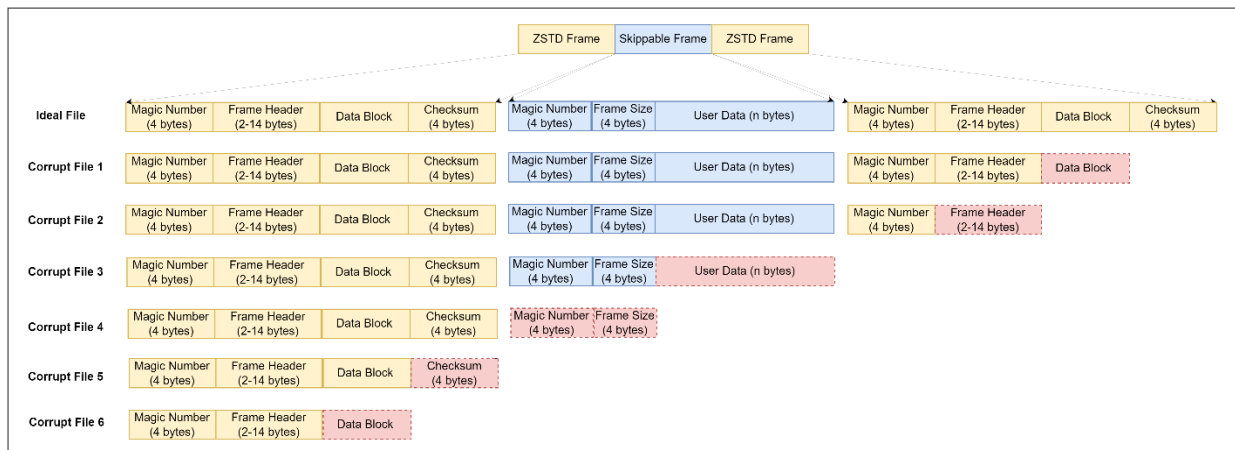 ZSTD Frame Skippable Frame ZSTD Frame
Ideal File
Magic Number
(4 bytes)
Frame Header
(2-14 bytes)
Data Block
Checksum
(4 bytes)
Magic Number
(4 bytes)
Frame Size
(4 bytes)
User Data (n bytes)
Magic Number
(4 bytes)
Frame Header
(2-14 bytes)
Data Block
Checksum
(4 bytes)
Corrupt File 1
Magic Number
(4 bytes)
Frame Header
(2-14 bytes)
Data Block
Checksum
(4 bytes)
Magic Number
(4 bytes)
Frame Size
(4 bytes)
User Data (n bytes)
Magic Number
(4 bytes)
Frame Header
(2-14 bytes)
Data Block
Corrupt File 2
Magic Number
(4 bytes)
Frame Header
(2-14 bytes)
Data Block
Checksum
(4 bytes)
Magic Number
(4 bytes)
Frame Size
(4 bytes)
User Data (n bytes)
Magic Number
(4 bytes)
Frame Header
(2-14 bytes)
Corrupt File 3
Magic Number
(4 bytes)
Frame Header
(2-14 bytes)
Data Block
Checksum
(4 bytes)
Magic Number
(4 bytes)
Frame Size
(4 bytes)
User Data (n bytes)
Corrupt File 4
Magic Number
(4 bytes)
Frame Header
(2-14 bytes)
Data Block
Checksum
(4 bytes)
Magic Number
(4 bytes)
Frame Size
(4 bytes)
Corrupt File 5
Magic Number
(4 bytes)
Frame Header
(2-14 bytes)
Data Block
Checksum
(4 bytes)
Corrupt File 6
Magic Number
(4 bytes)
Frame Header
(2-14 bytes)
Data Block